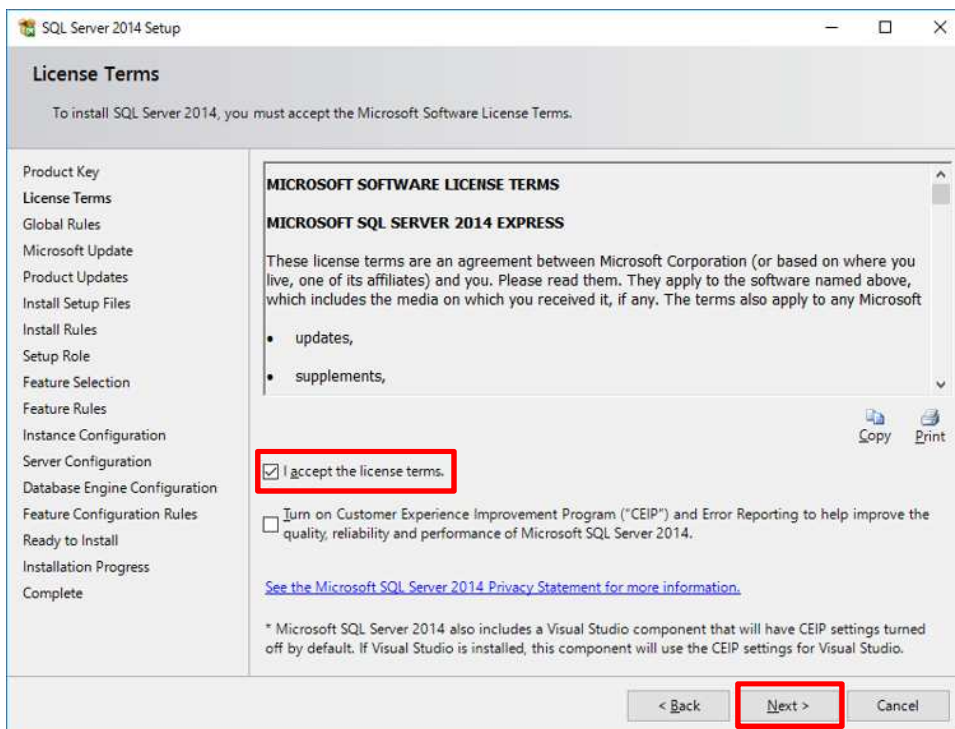 SQL Server 2014 Setup
License Terms
To install SQL Server 2014, you must accept the Microsoft Software License Terms.
Product Key
License Terms
Global Rules
Microsoft Update
Product Updates
Install Setup Files
Install Rules
Setup Role
Feature Selection
Feature Rules
Instance Configuration
Server Configuration
Database Engine Configuration
Feature Configuration Rules
Ready to Install
Installation Progress
Complete
MICROSOFT SOFTWARE LICENSE TERMS
MICROSOFT SQL SERVER 2014 EXPRESS
These license terms are an agreement between Microsoft Corporation (or based on where you
live, one of its affiliates) and you. Please read them. They apply to the software named above,
which includes the media on which you received it, if any. The terms also apply to any Microsoft
• updates,
• supplements,
Copy Print
I accept the license terms.
Turn on Customer Experience Improvement Program ("CEIP") and Error Reporting to help improve the
quality, reliability and performance of Microsoft SQL Server 2014.
See the Microsoft SQL Server 2014 Privacy Statement for more information.
* Microsoft SQL Server 2014 also includes a Visual Studio component that will have CEIP settings turned
off by default. If Visual Studio is installed, this component will use the CEIP settings for Visual Studio.
< Back Next > Cancel